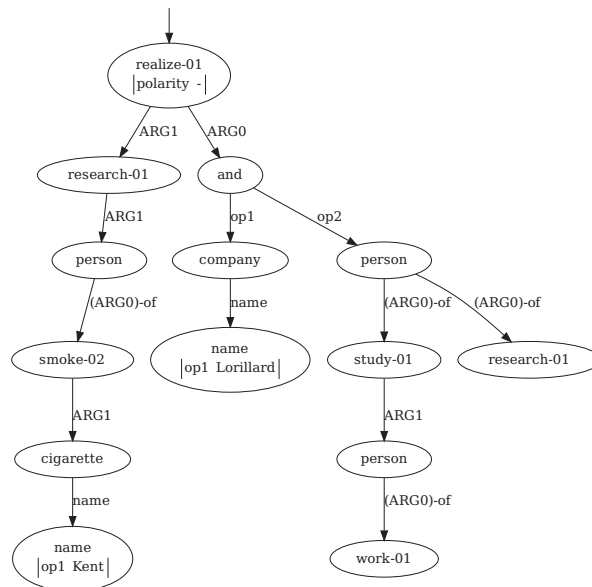 realize-01
|polarity -|
ARG1 ARG0
research-01 and
ARG1 op1 op2
person company person
(ARG0)-of name (ARG0)-of (ARG0)-of
smoke-02 name study-01 research-01
|op1 Lorillard|
ARG1 ARG1
cigarette person
name (ARG0)-of
name work-01
|op1 Kent|